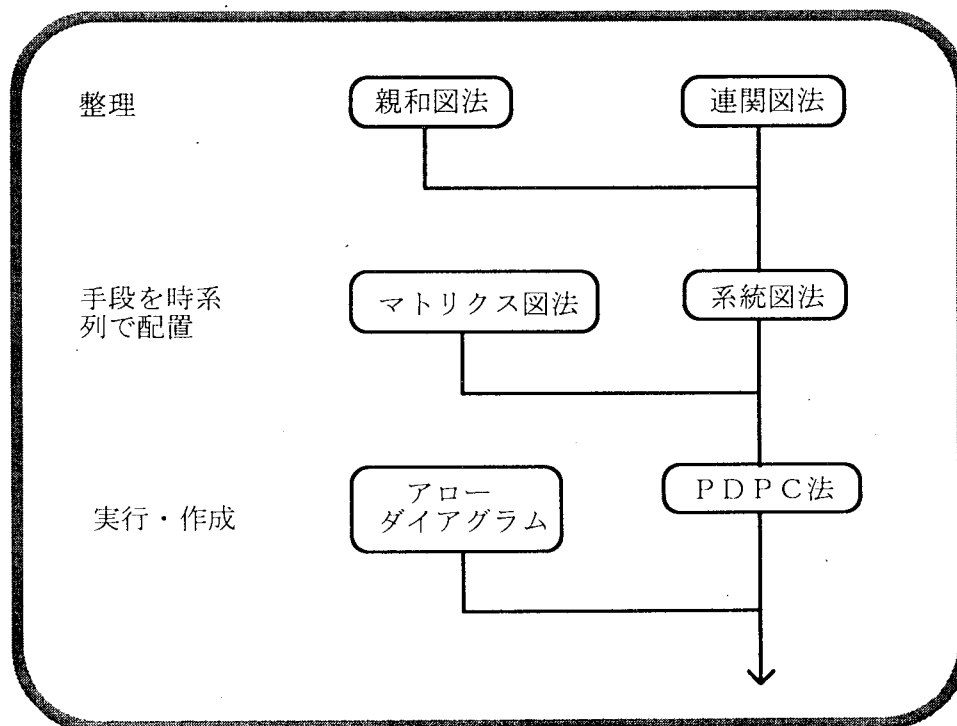 整理
親和図法
連関図法
手段を時系
列で配置
マトリクス図法
系統図法
実行・作成
アロー
ダイアグラム
ＰＤＰＣ法